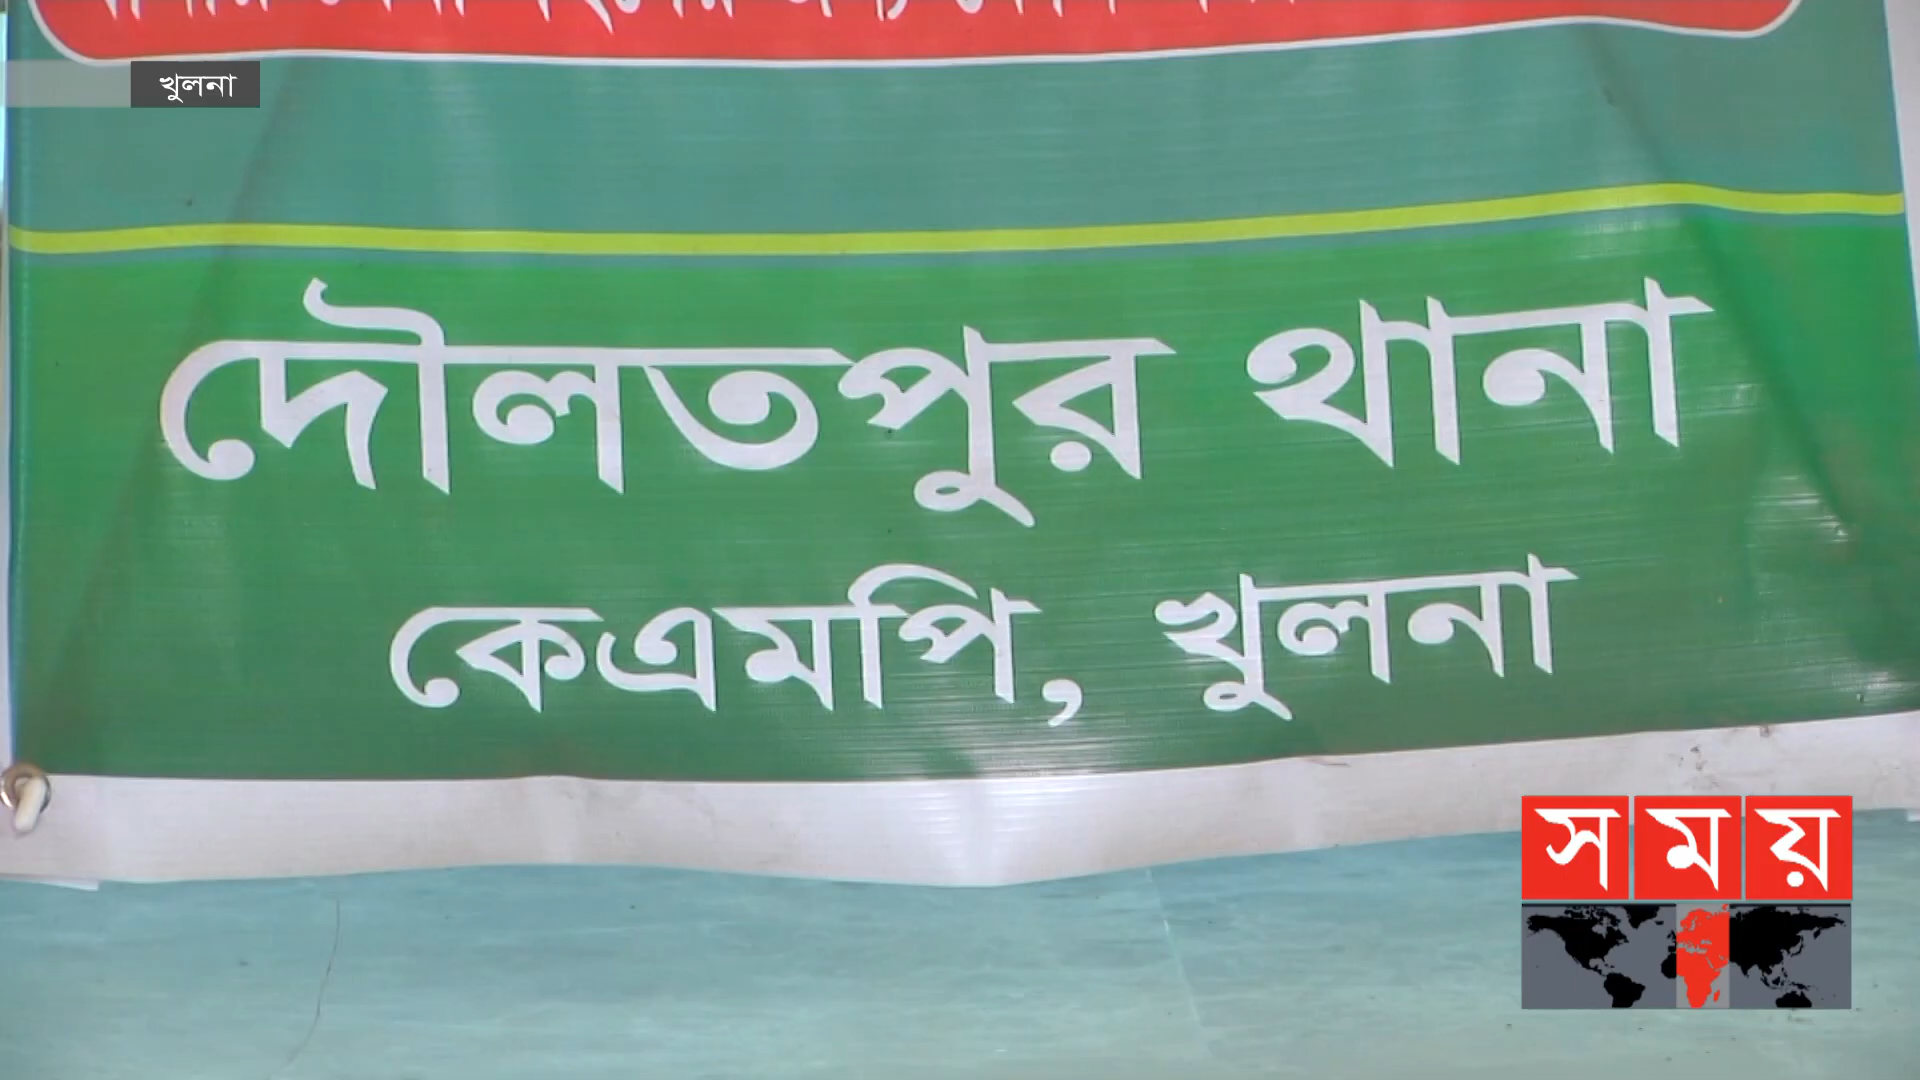 খুলনা
দৌলতপুর থানা
কেএমপি, খুলনা
সময়